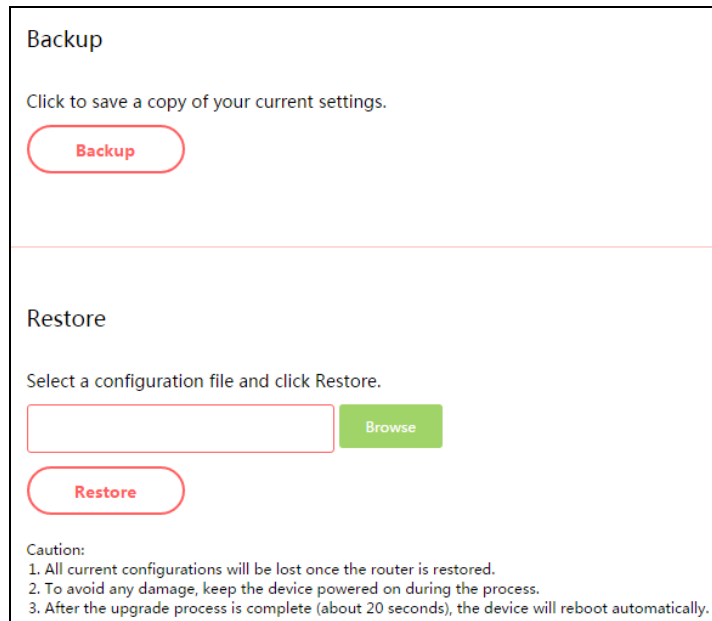 Backup
Click to save a copy of your current settings.
Backup
Restore
Select a configuration file and click Restore.
Browse
Restore
Caution:
1. All current configurations will be lost once the router is restored.
2. To avoid any damage, keep the device powered on during the process.
3. After the upgrade process is complete (about 20 seconds), the device will reboot automatically.